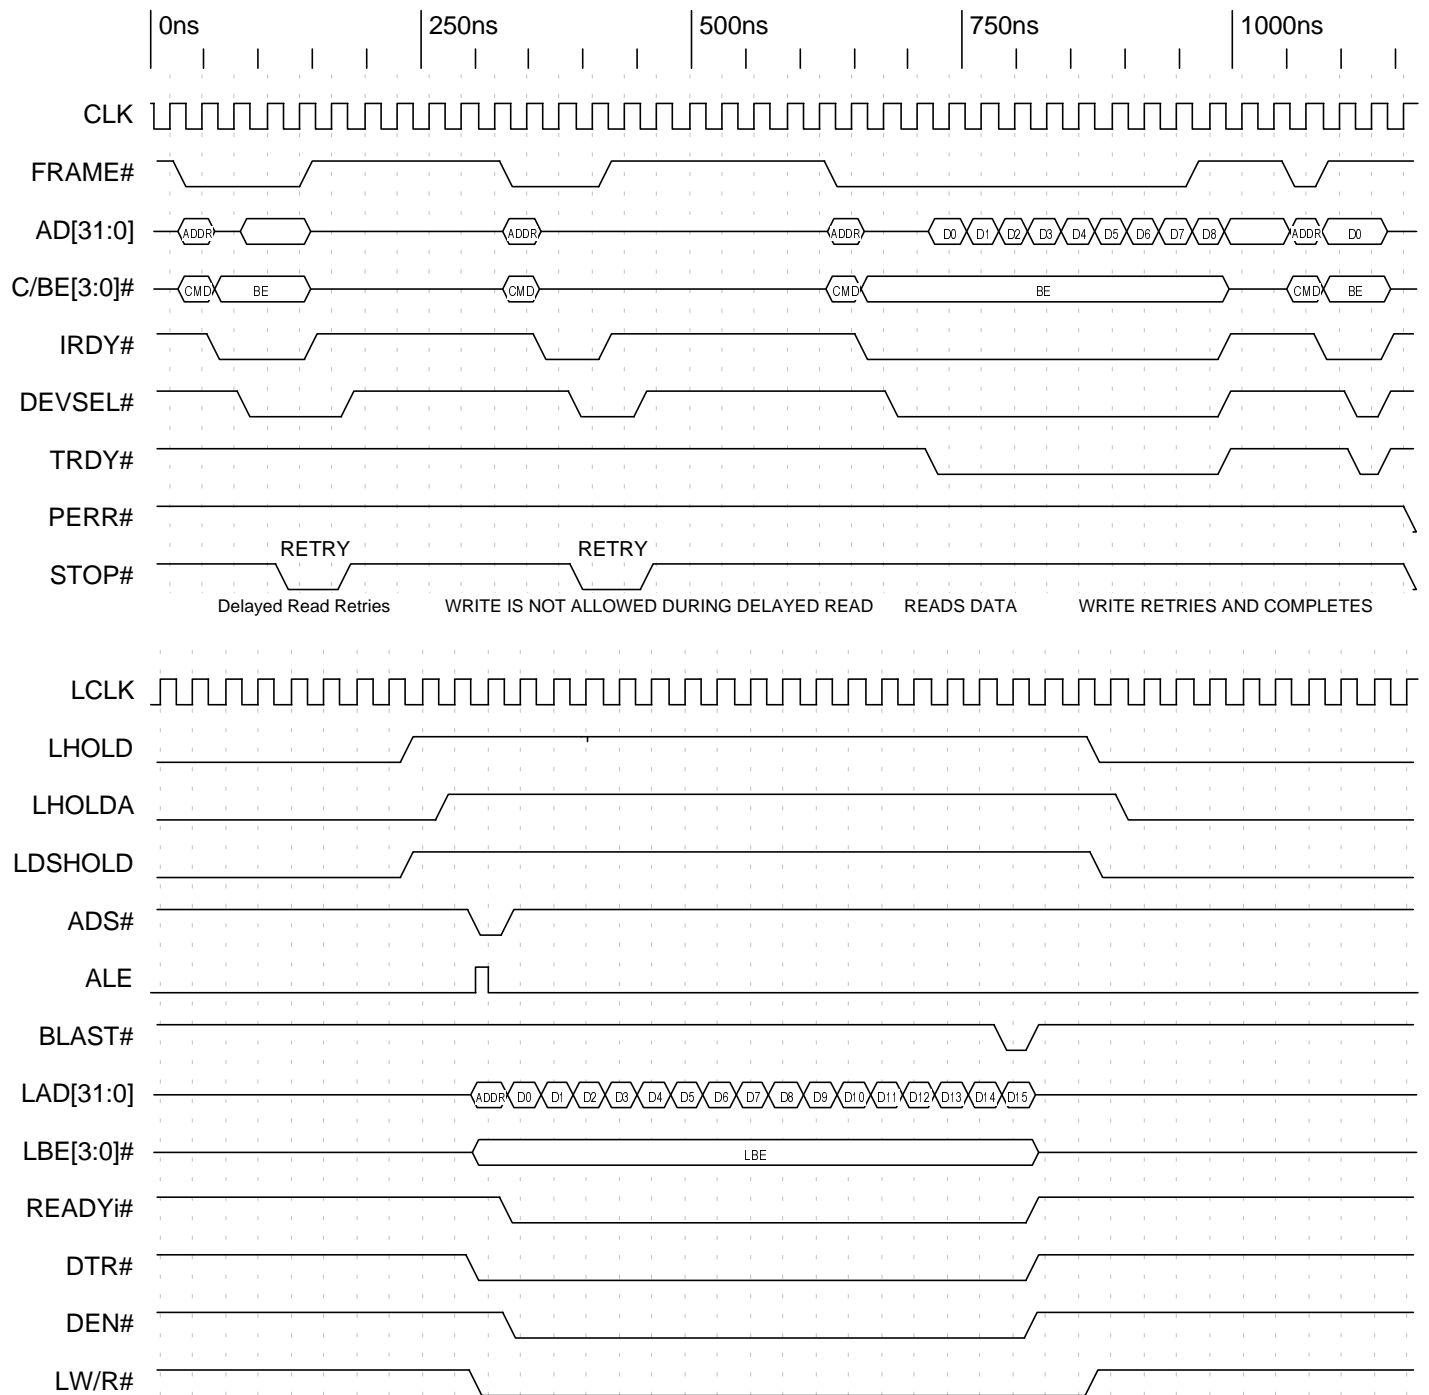 0ns 250ns 500ns 750ns 1000ns
CLK
FRAME#
AD[31:0] ADDR ADDR ADDR D0 D1 D2 D3 D4 D5 D6 D7 D8 ADDR D0
C/BE[3:0]# CMD BE CMD CMD BE CMD BE
IRDY#
DEVSEL#
TRDY#
PERR#
RETRY RETRY
STOP#
Delayed Read Retries WRITE IS NOT ALLOWED DURING DELAYED READ READS DATA WRITE RETRIES AND COMPLETES
LCLK
LHOLD
LHOLDA
LDSHOLD
ADS#
ALE
BLAST#
LAD[31:0] ADDR D0 D1 D2 D3 D4 D5 D6 D7 D8 D9 D10 D11 D12 D13 D14 D15
LBE[3:0]# LBE
READYi#
DTR#
DEN#
LW/R#